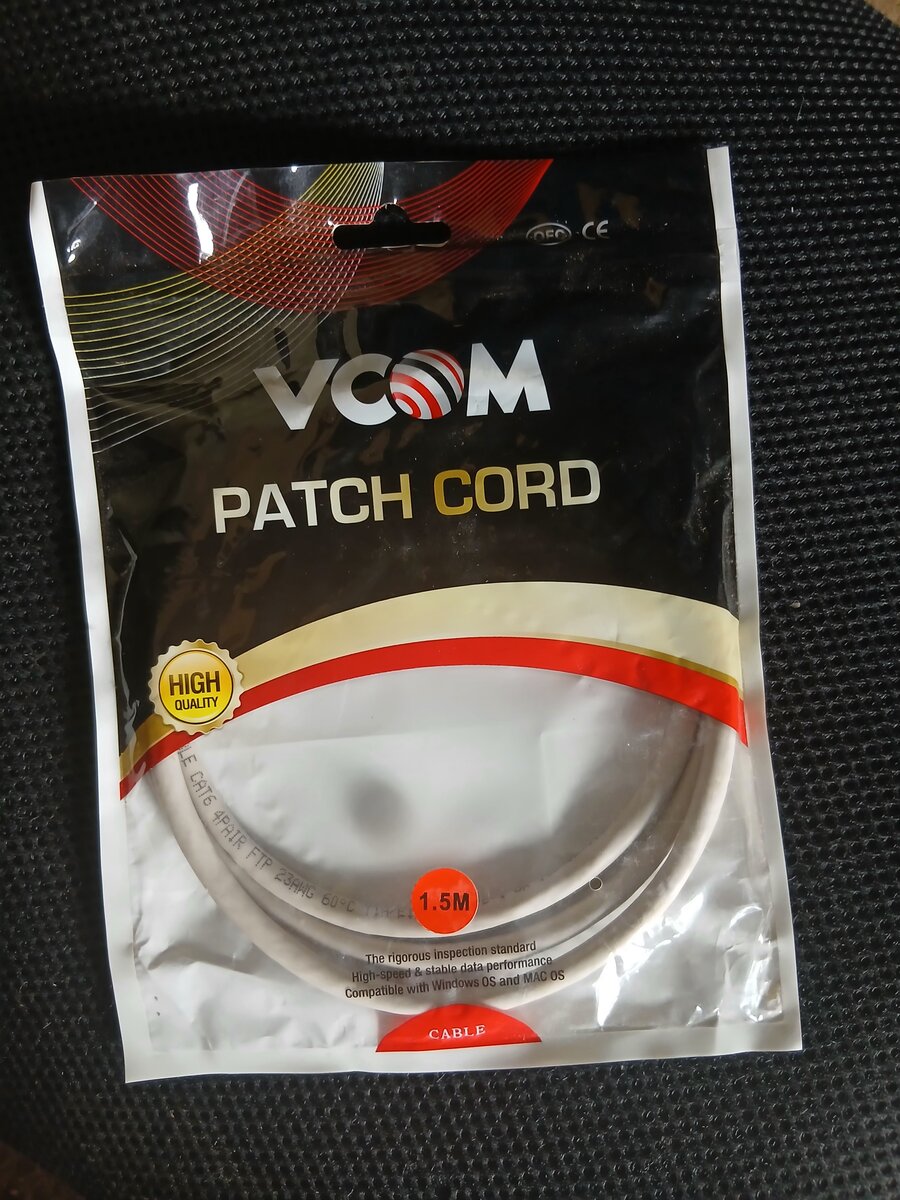 CE
VCOM
PATCH CORD
HIGH
QUALITY
CAT6 4PAIR FTP 23AWG 60°C
1.5M
The rigorous inspection standard
High-speed & stable data performance
Compatible with Windows OS and MAC OS
CABLE